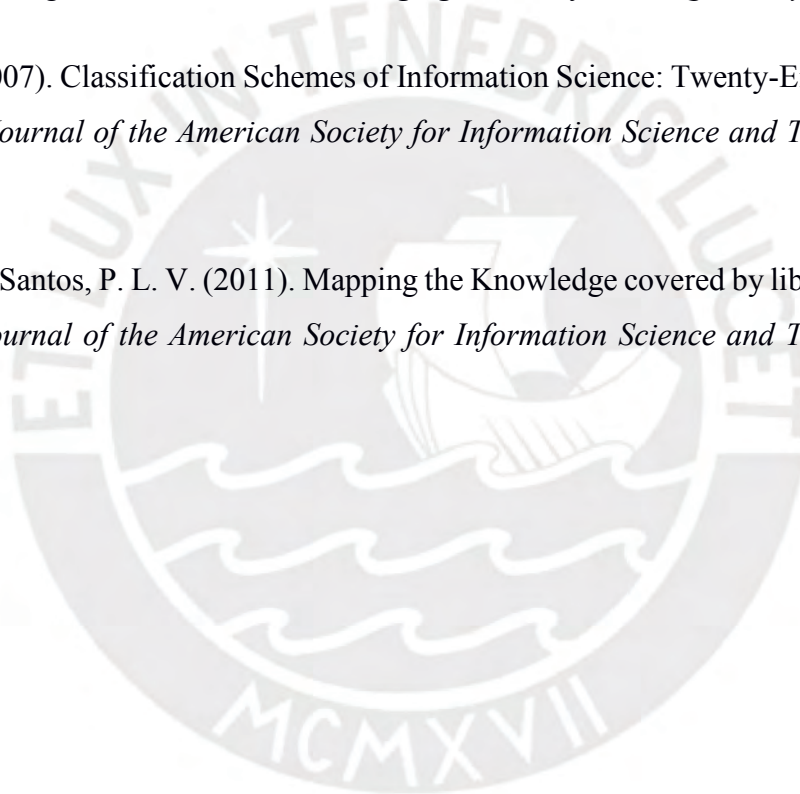 007). Classification Schemes of Information Science: Twenty-E
Journal of the American Society for Information Science and T
Santos, P. L. V. (2011). Mapping the Knowledge covered by lib
ournal of the American Society for Information Science and T
ET LUX IN TENEBRIS LUCET
MCMXVII